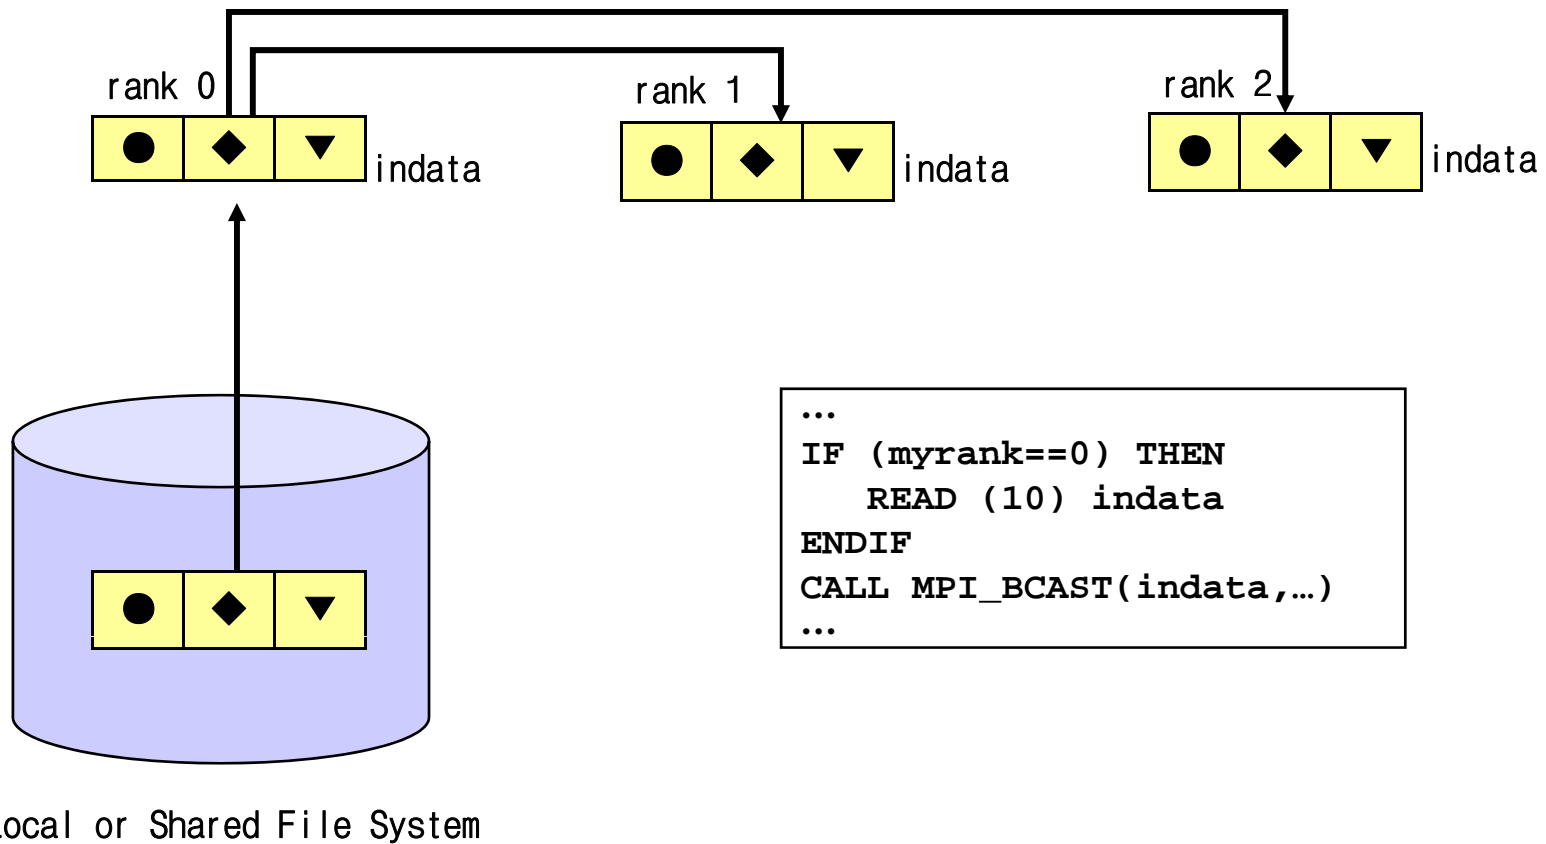 rank 0
rank 1
rank 2
indata
indata
indata
…
IF (myrank==0) THEN
READ (10) indata
ENDIF
CALL MPI_BCAST(indata,…)
…
ocal or Shared File System